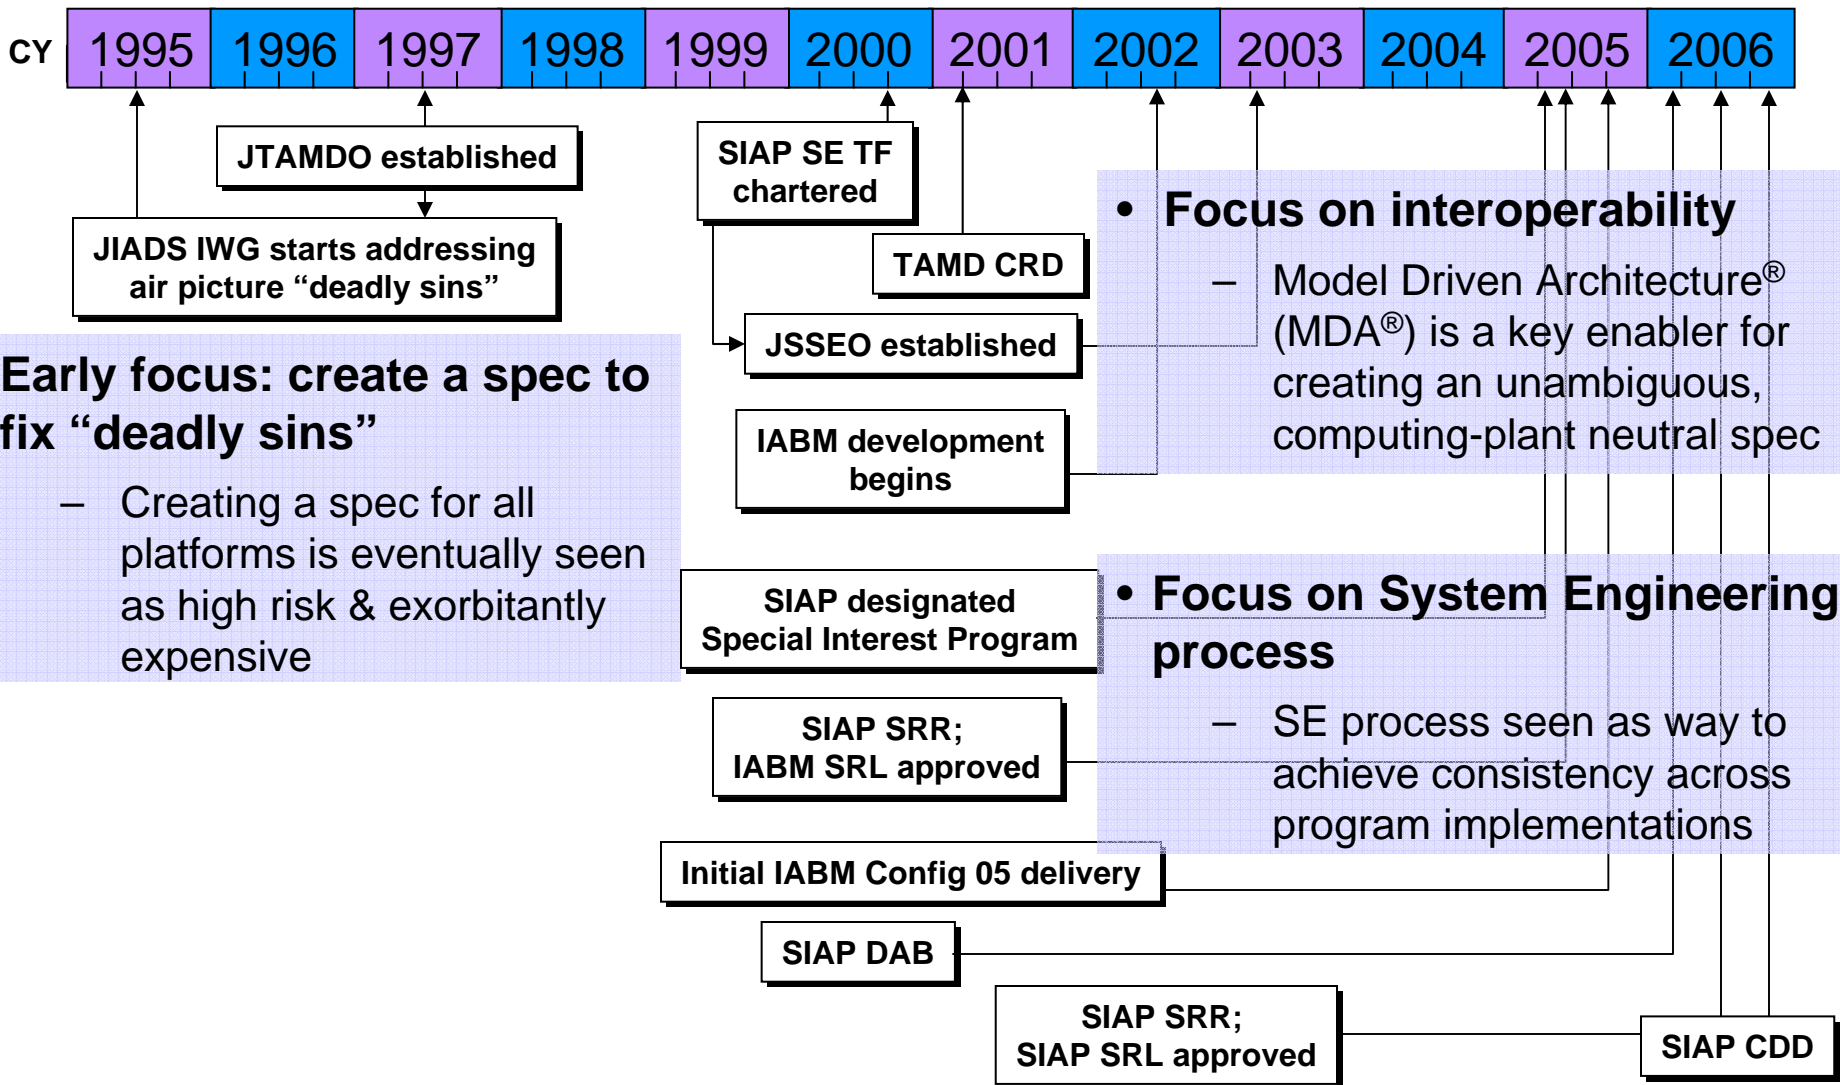 CY 1995 1996 1997 1998 1999 2000 2001 2002 2003 2004 2005 2006
JTAMDO established
JIADS IWG starts addressing
air picture “deadly sins”
SIAP SE TF
chartered
TAMD CRD
JSSEO established
IABM development
begins
Early focus: create a spec to
fix “deadly sins”
– Creating a spec for all
platforms is eventually seen
as high risk & exorbitantly
expensive
• Focus on interoperability
– Model Driven Architecture®
(MDA®) is a key enabler for
creating an unambiguous,
computing-plant neutral spec
SIAP designated
Special Interest Program
• Focus on System Engineering
process
– SE process seen as way to
achieve consistency across
program implementations
SIAP SRR;
IABM SRL approved
Initial IABM Config 05 delivery
SIAP DAB
SIAP SRR;
SIAP SRL approved
SIAP CDD